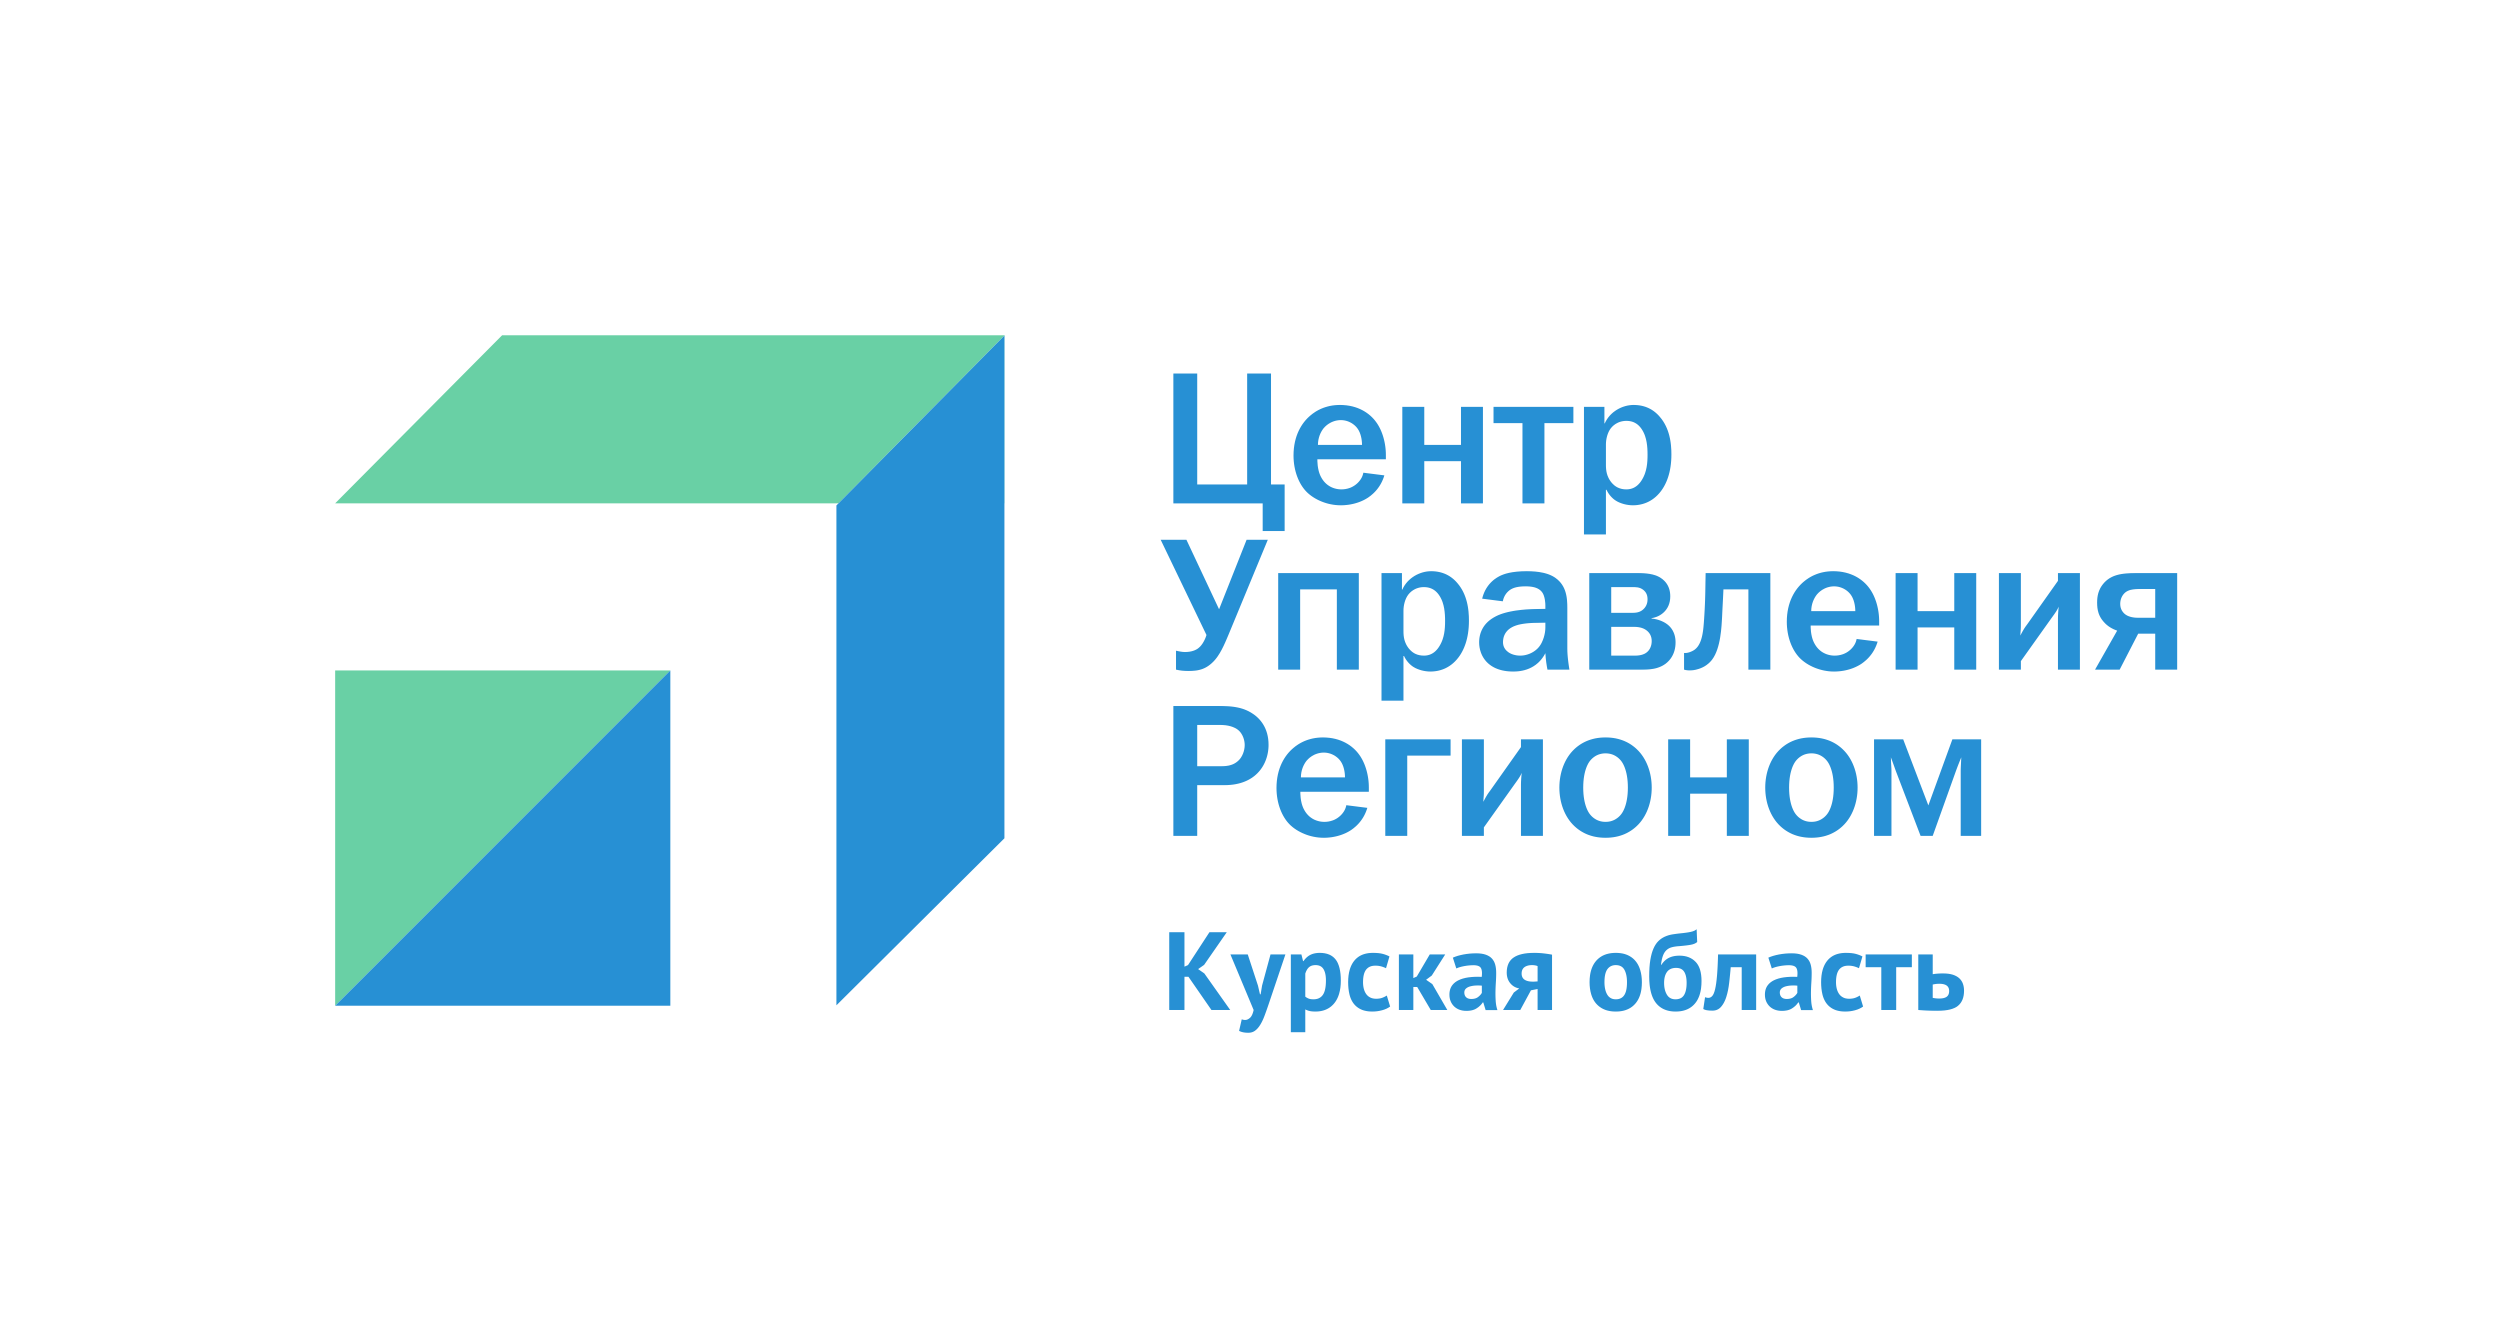 Центр
Управления
Регионом
Курская область